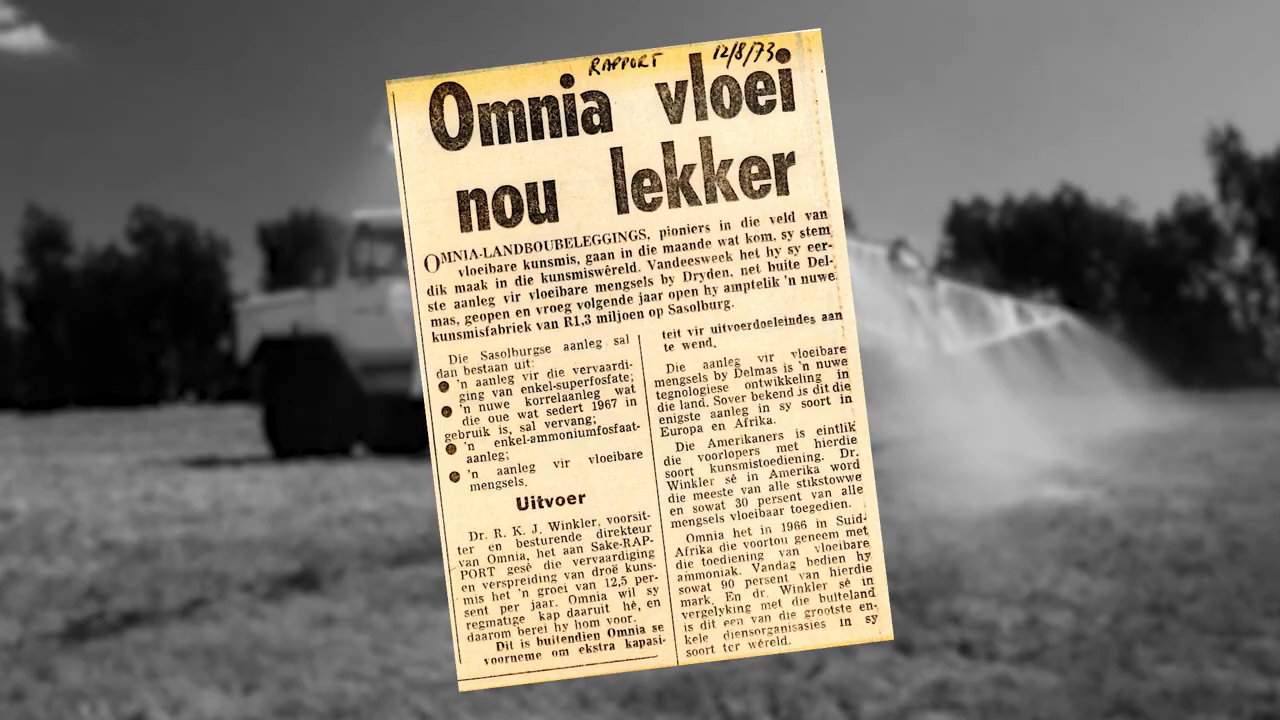 RAPPORT 12/8/73
Omnia vloei
nou lekker
OMNIA-LANDBOUBELEGGINGS, pioniers in die veld van
vloeibare kunsmis, gaan in die maande wat kom, sy stem
dik maak in die kunsmiswêreld. Vandeesweek het hy sy eer-
ste aanleg vir vloeibare mengsels by Dryden, net buite Del-
mas, geopen en vroeg volgende jaar open hy amptelik 'n nuwe
kunsmisfabriek van R1,3 miljoen op Sasolburg.
Die Sasolburgse aanleg sal
dan bestaan uit:
● 'n aanleg vir die vervaardi-
ging van enkel-superfosfate;
● 'n nuwe korrelaanleg wat
die oue wat sedert 1967 in
gebruik is, sal vervang;
● 'n enkel-ammoniumfosfaat-
aanleg;
● 'n aanleg vir vloeibare
mengsels.
Uitvoer
Dr. R. K. J. Winkler, voorsit-
ter en besturende direkteur
van Omnia, het aan Sake-RAP-
PORT gesê die vervaardiging
en verspreiding van droë kuns-
mis het 'n groei van 12,5 per-
sent per jaar. Omnia wil sy
regmatige kap daaruit hê, en
daarom berei hy hom voor.
Dit is buitendien Omnia se
voorneme om ekstra kapasi-
teit vir uitvoerdoeleindes aan
te wend.
Die aanleg vir vloeibare
mengsels by Delmas is 'n nuwe
tegnologiese ontwikkeling in
die land. Sover bekend is dit die
enigste aanleg in sy soort in
Europa en Afrika.
Die Amerikaners is eintlik
die voorlopers met hierdie
soort kunsmistoediening. Dr.
Winkler sê in Amerika word
die meeste van alle stikstowwe
en sowat 30 persent van alle
mengsels vloeibaar toegedien.
Omnia het in 1966 in Suid-
Afrika die voortou geneem met
die toediening van vloeibare
ammoniak. Vandag bedien hy
sowat 90 persent van hierdie
mark. En dr. Winkler sê in
vergelyking met die buiteland
is dit een van die grootste en-
kele diensorganisasies in sy
soort ter wêreld.